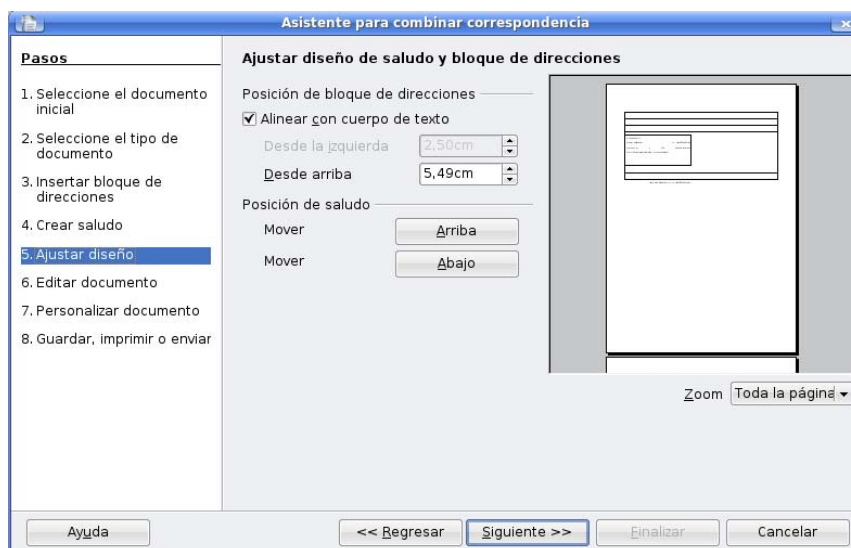 Asistente para combinar correspondencia
Pasos
1. Seleccione el documento
inicial
2. Seleccione el tipo de
documento
3. Insertar bloque de
direcciones
4. Crear saludo
5. Ajustar diseño
6. Editar documento
7. Personalizar documento
8. Guardar, imprimir o enviar
Ajustar diseño de saludo y bloque de direcciones
Posición de bloque de direcciones
Alinear con cuerpo de texto
Desde la izquierda 2,50cm
Desde arriba 5,49cm
Posición de saludo
Mover Arriba
Mover Abajo
Zoom Toda la página
Ayuda << Regresar Siguiente >> Finalizar Cancelar